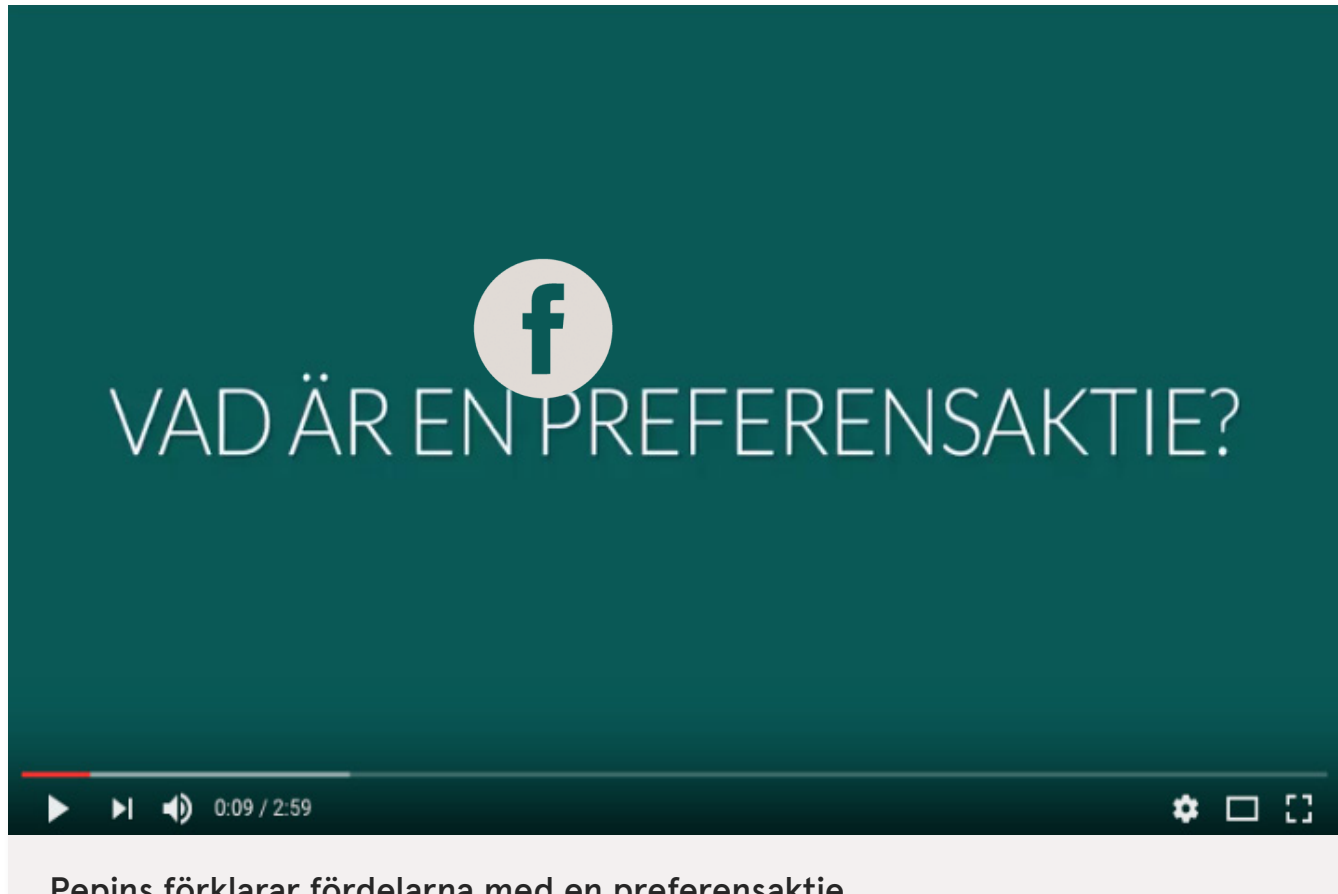 f
VAD ÄR EN PREFERENSAKTIE?
0:09 / 2:59
Pepins förklarar fördelarna med en preferensaktie